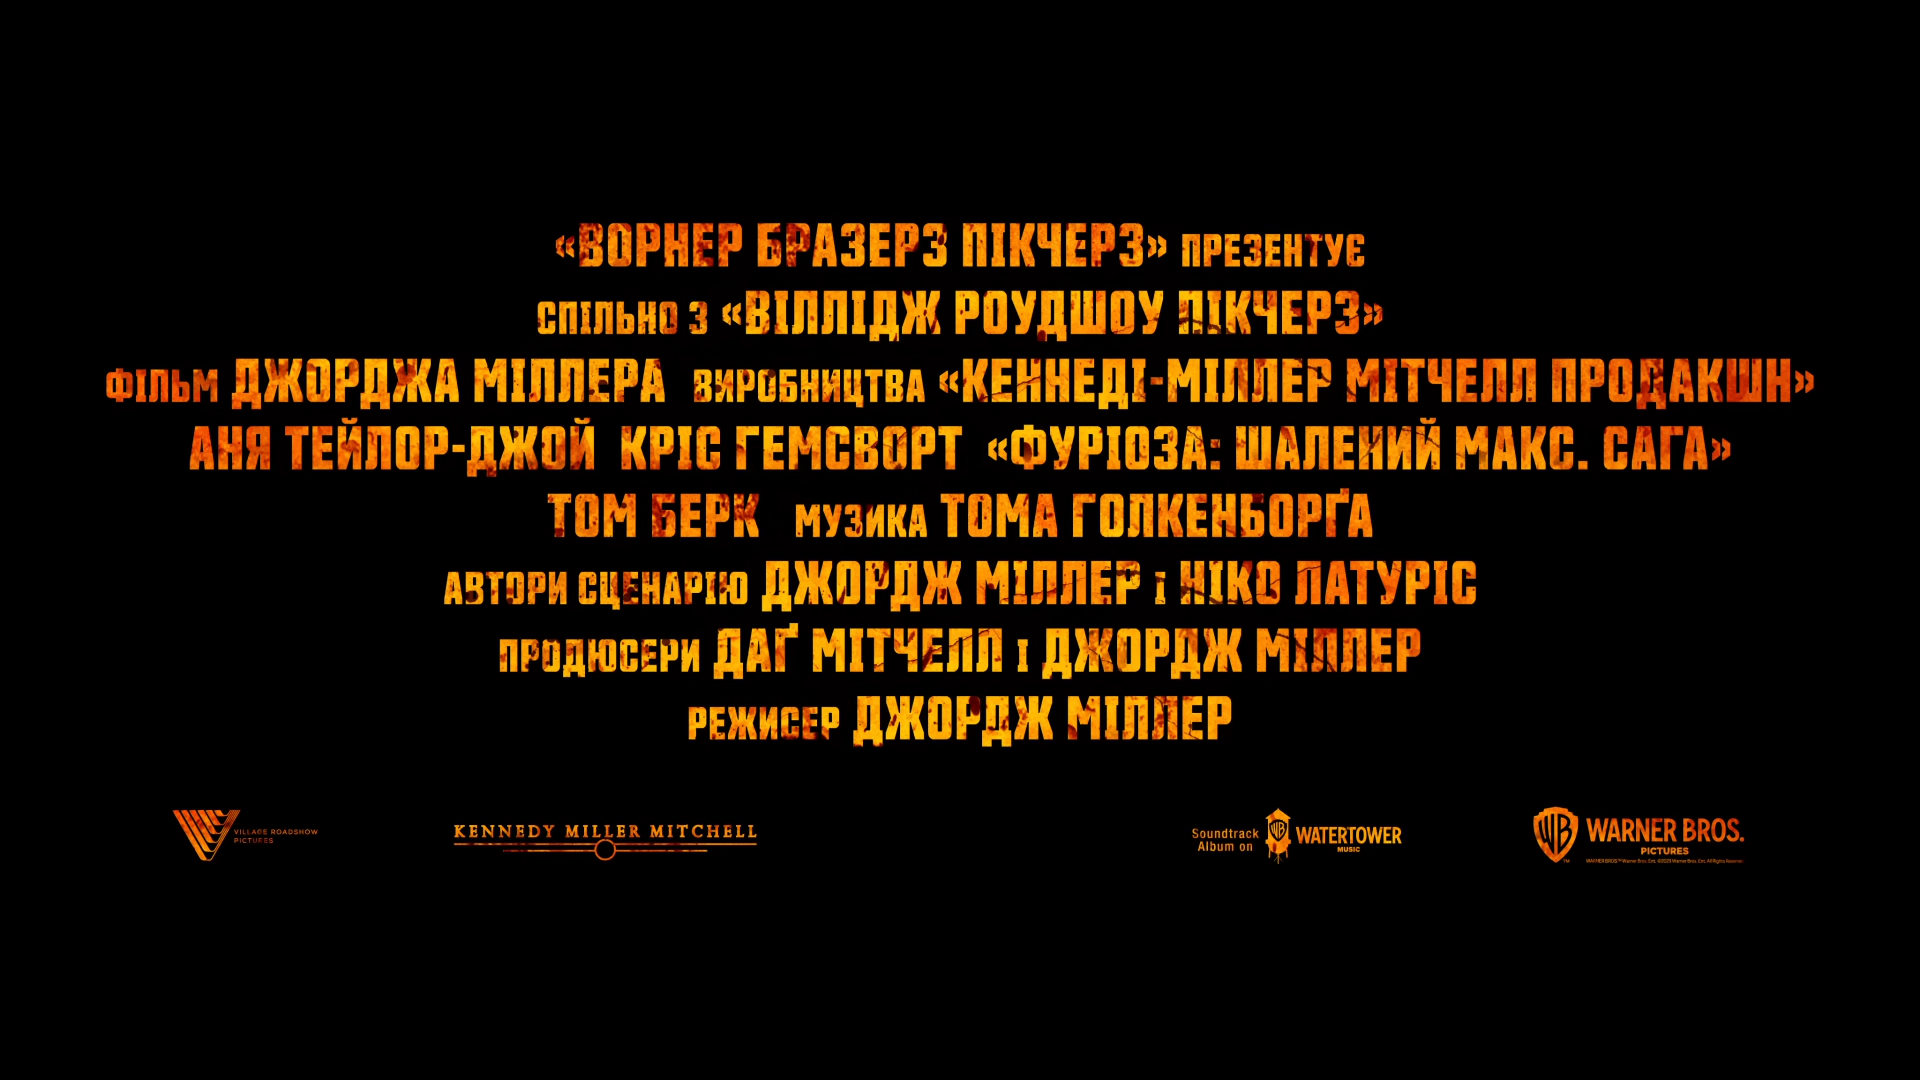 «ВОРНЕР БРАЗЕРЗ ПІКЧЕРЗ» ПРЕЗЕНТУЄ
СПІЛЬНО З «ВІЛЛІДЖ РОУДШОУ ПІКЧЕРЗ»
ФІЛЬМ ДЖОРДЖА МІЛЛЕРА ВИРОБНИЦТВА «КЕННЕДІ-МІЛЛЕР МІТЧЕЛЛ ПРОДАКШН»
АНЯ ТЕЙЛОР-ДЖОЙ КРІС ГЕМСВОРТ «ФУРІОЗА: ШАЛЕНИЙ МАКС. САГА»
ТОМ БЕРК МУЗИКА ТОМА ГОЛКЕНБОРҐА
АВТОРИ СЦЕНАРІЮ ДЖОРДЖ МІЛЛЕР І НІКО ЛАТУРІС
ПРОДЮСЕРИ ДАҐ МІТЧЕЛЛ І ДЖОРДЖ МІЛЛЕР
РЕЖИСЕР ДЖОРДЖ МІЛЛЕР
VILLAGE ROADSHOW
PICTURES
KENNEDY MILLER MITCHELL
Soundtrack
Album on
WB
WATERTOWER
MUSIC
WB
TM
WARNER BROS.
PICTURES